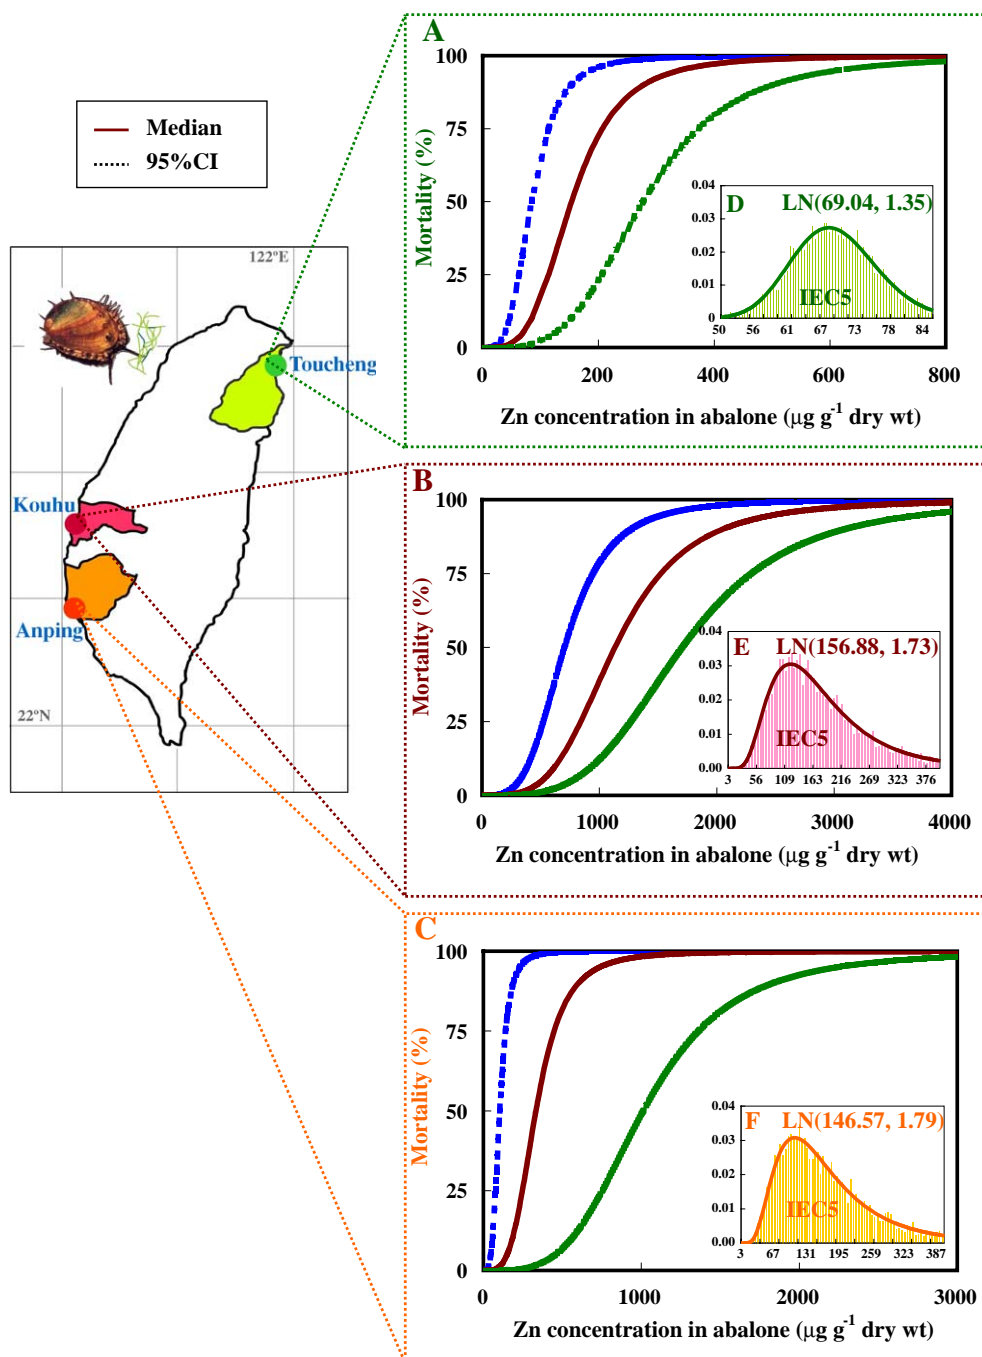 Median
95%CI
122ºE
Toucheng
Kouhu
Anping
22ºN
A
Mortality (%)
100
75
50
25
0
0 200 400 600 800
Zn concentration in abalone (μg g-1 dry wt)
D LN(69.04, 1.35)
IEC5
0.04
0.03
0.02
0.01
0
50 56 61 67 73 78 84
B
Mortality (%)
100
75
50
25
0
0 1000 2000 3000 4000
Zn concentration in abalone (μg g-1 dry wt)
E LN(156.88, 1.73)
IEC5
0.04
0.03
0.02
0.01
0.00
3 56 109 163 216 269 323 376
C
Mortality (%)
100
75
50
25
0
0 1000 2000 3000
Zn concentration in abalone (μg g-1 dry wt)
F LN(146.57, 1.79)
IEC5
0.04
0.03
0.02
0.01
0.00
3 67 131 195 259 323 387